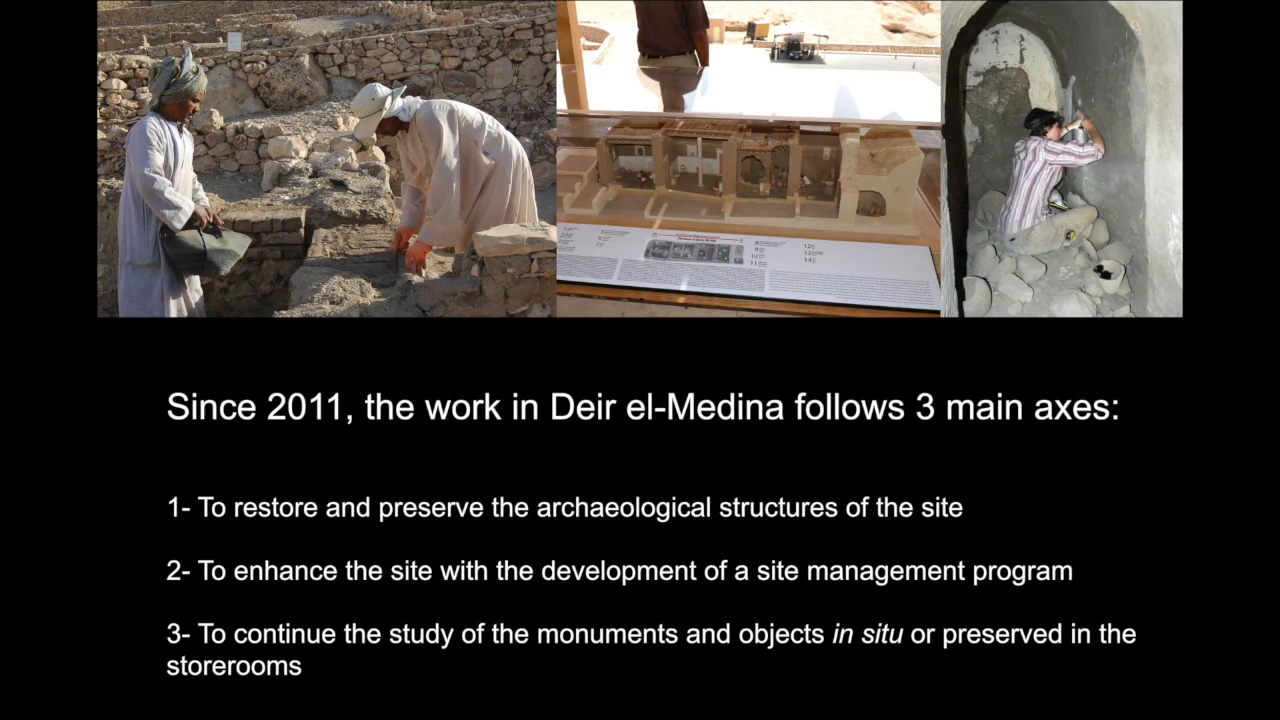 Since 2011, the work in Deir el-Medina follows 3 main axes:
1- To restore and preserve the archaeological structures of the site
2- To enhance the site with the development of a site management program
3- To continue the study of the monuments and objects in situ or preserved in the
storerooms